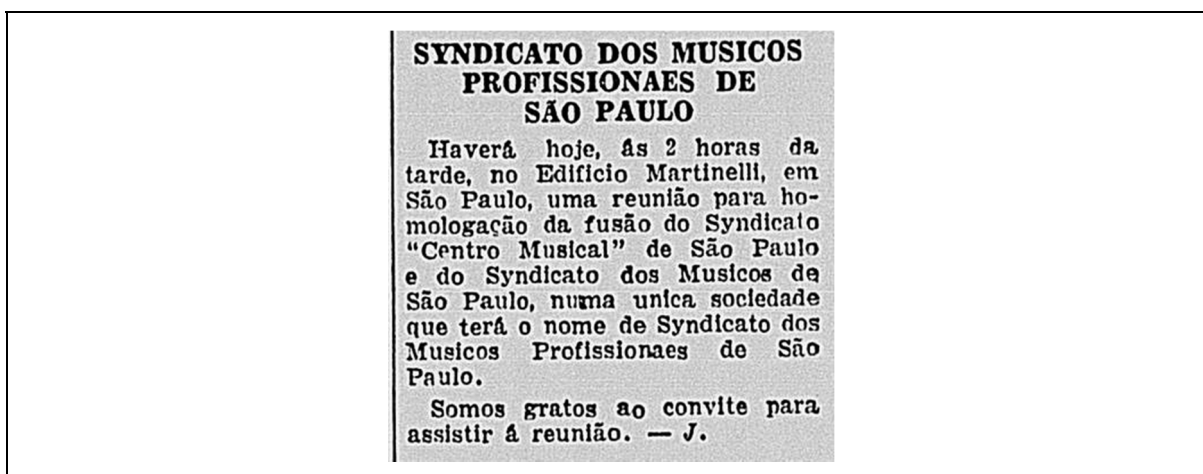 SYNDICATO DOS MUSICOS
PROFISSIONAES DE
SÃO PAULO
Haverá hoje, ás 2 horas da
tarde, no Edificio Martinelli, em
São Paulo, uma reunião para ho-
mologação da fusão do Syndicato
"Centro Musical" de São Paulo
e do Syndicato dos Musicos de
São Paulo, numa unica sociedade
que terá o nome de Syndicato dos
Musicos Profissionaes de São
Paulo.
Somos gratos ao convite para
assistir á reunião. — J.